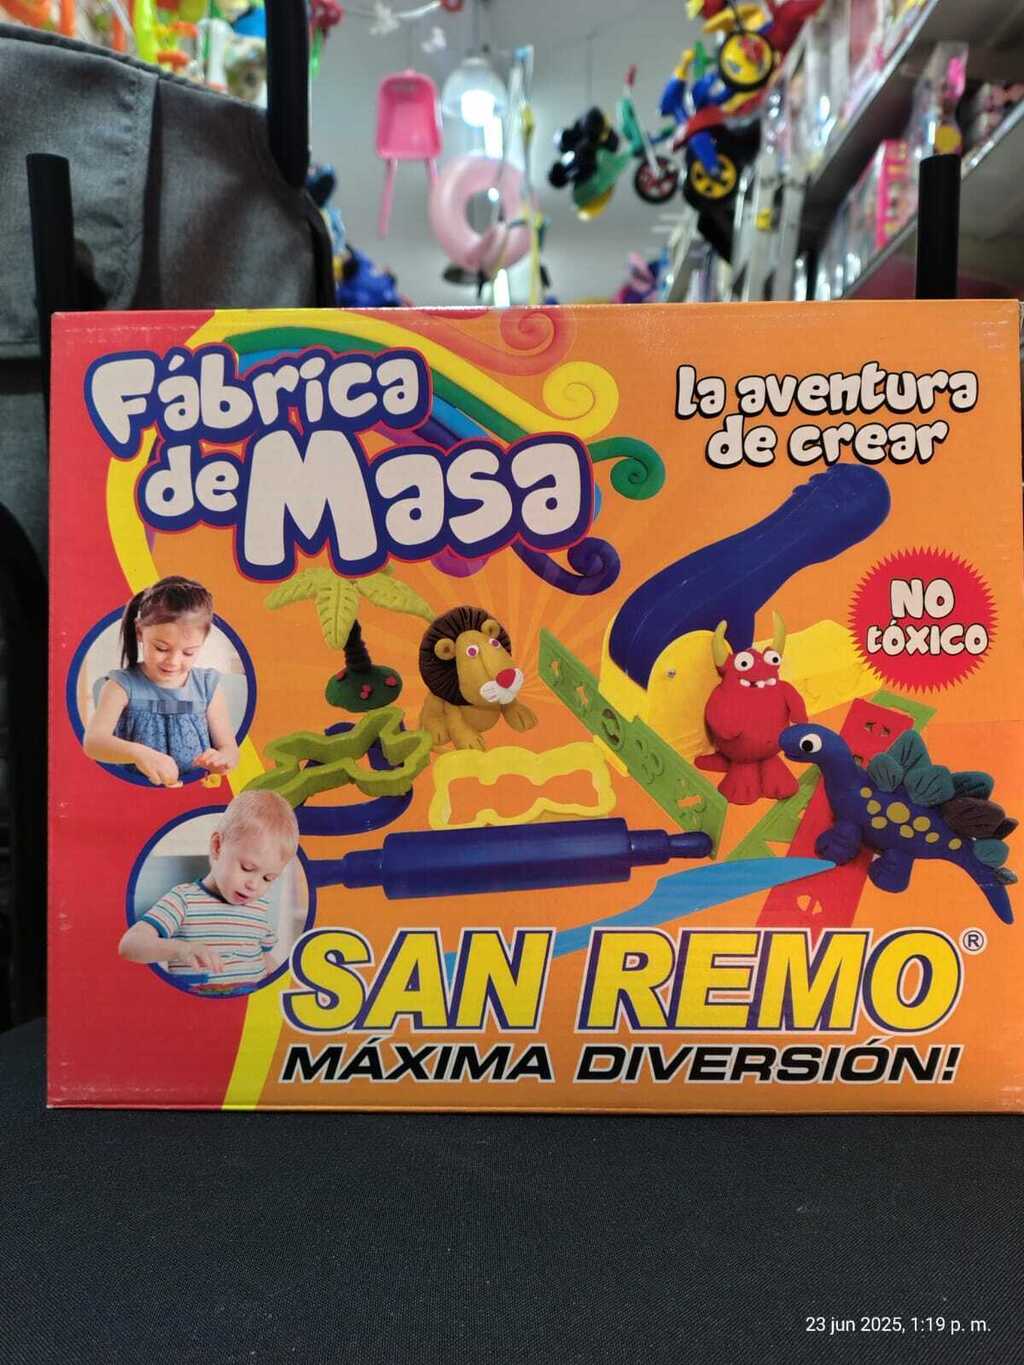 Fábrica
de Masa
La aventura
de crear
NO
tóxico
SAN REMO®
MÁXIMA DIVERSIÓN!
23 jun 2025, 1:19 p. m.